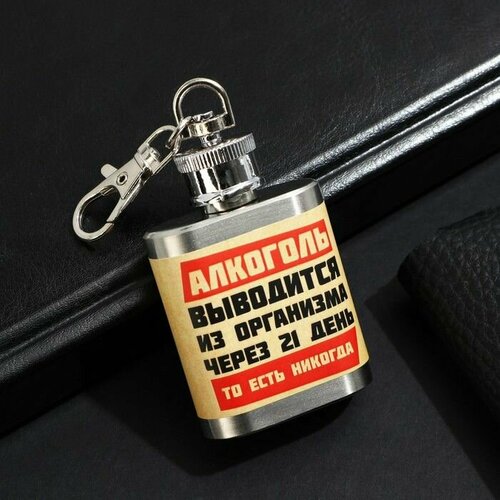 АЛКОГОЛЬ
ВЫВОДИТСЯ
ИЗ ОРГАНИЗМА
ЧЕРЕЗ 21 ДЕНЬ
ТО ЕСТЬ НИКОГДА